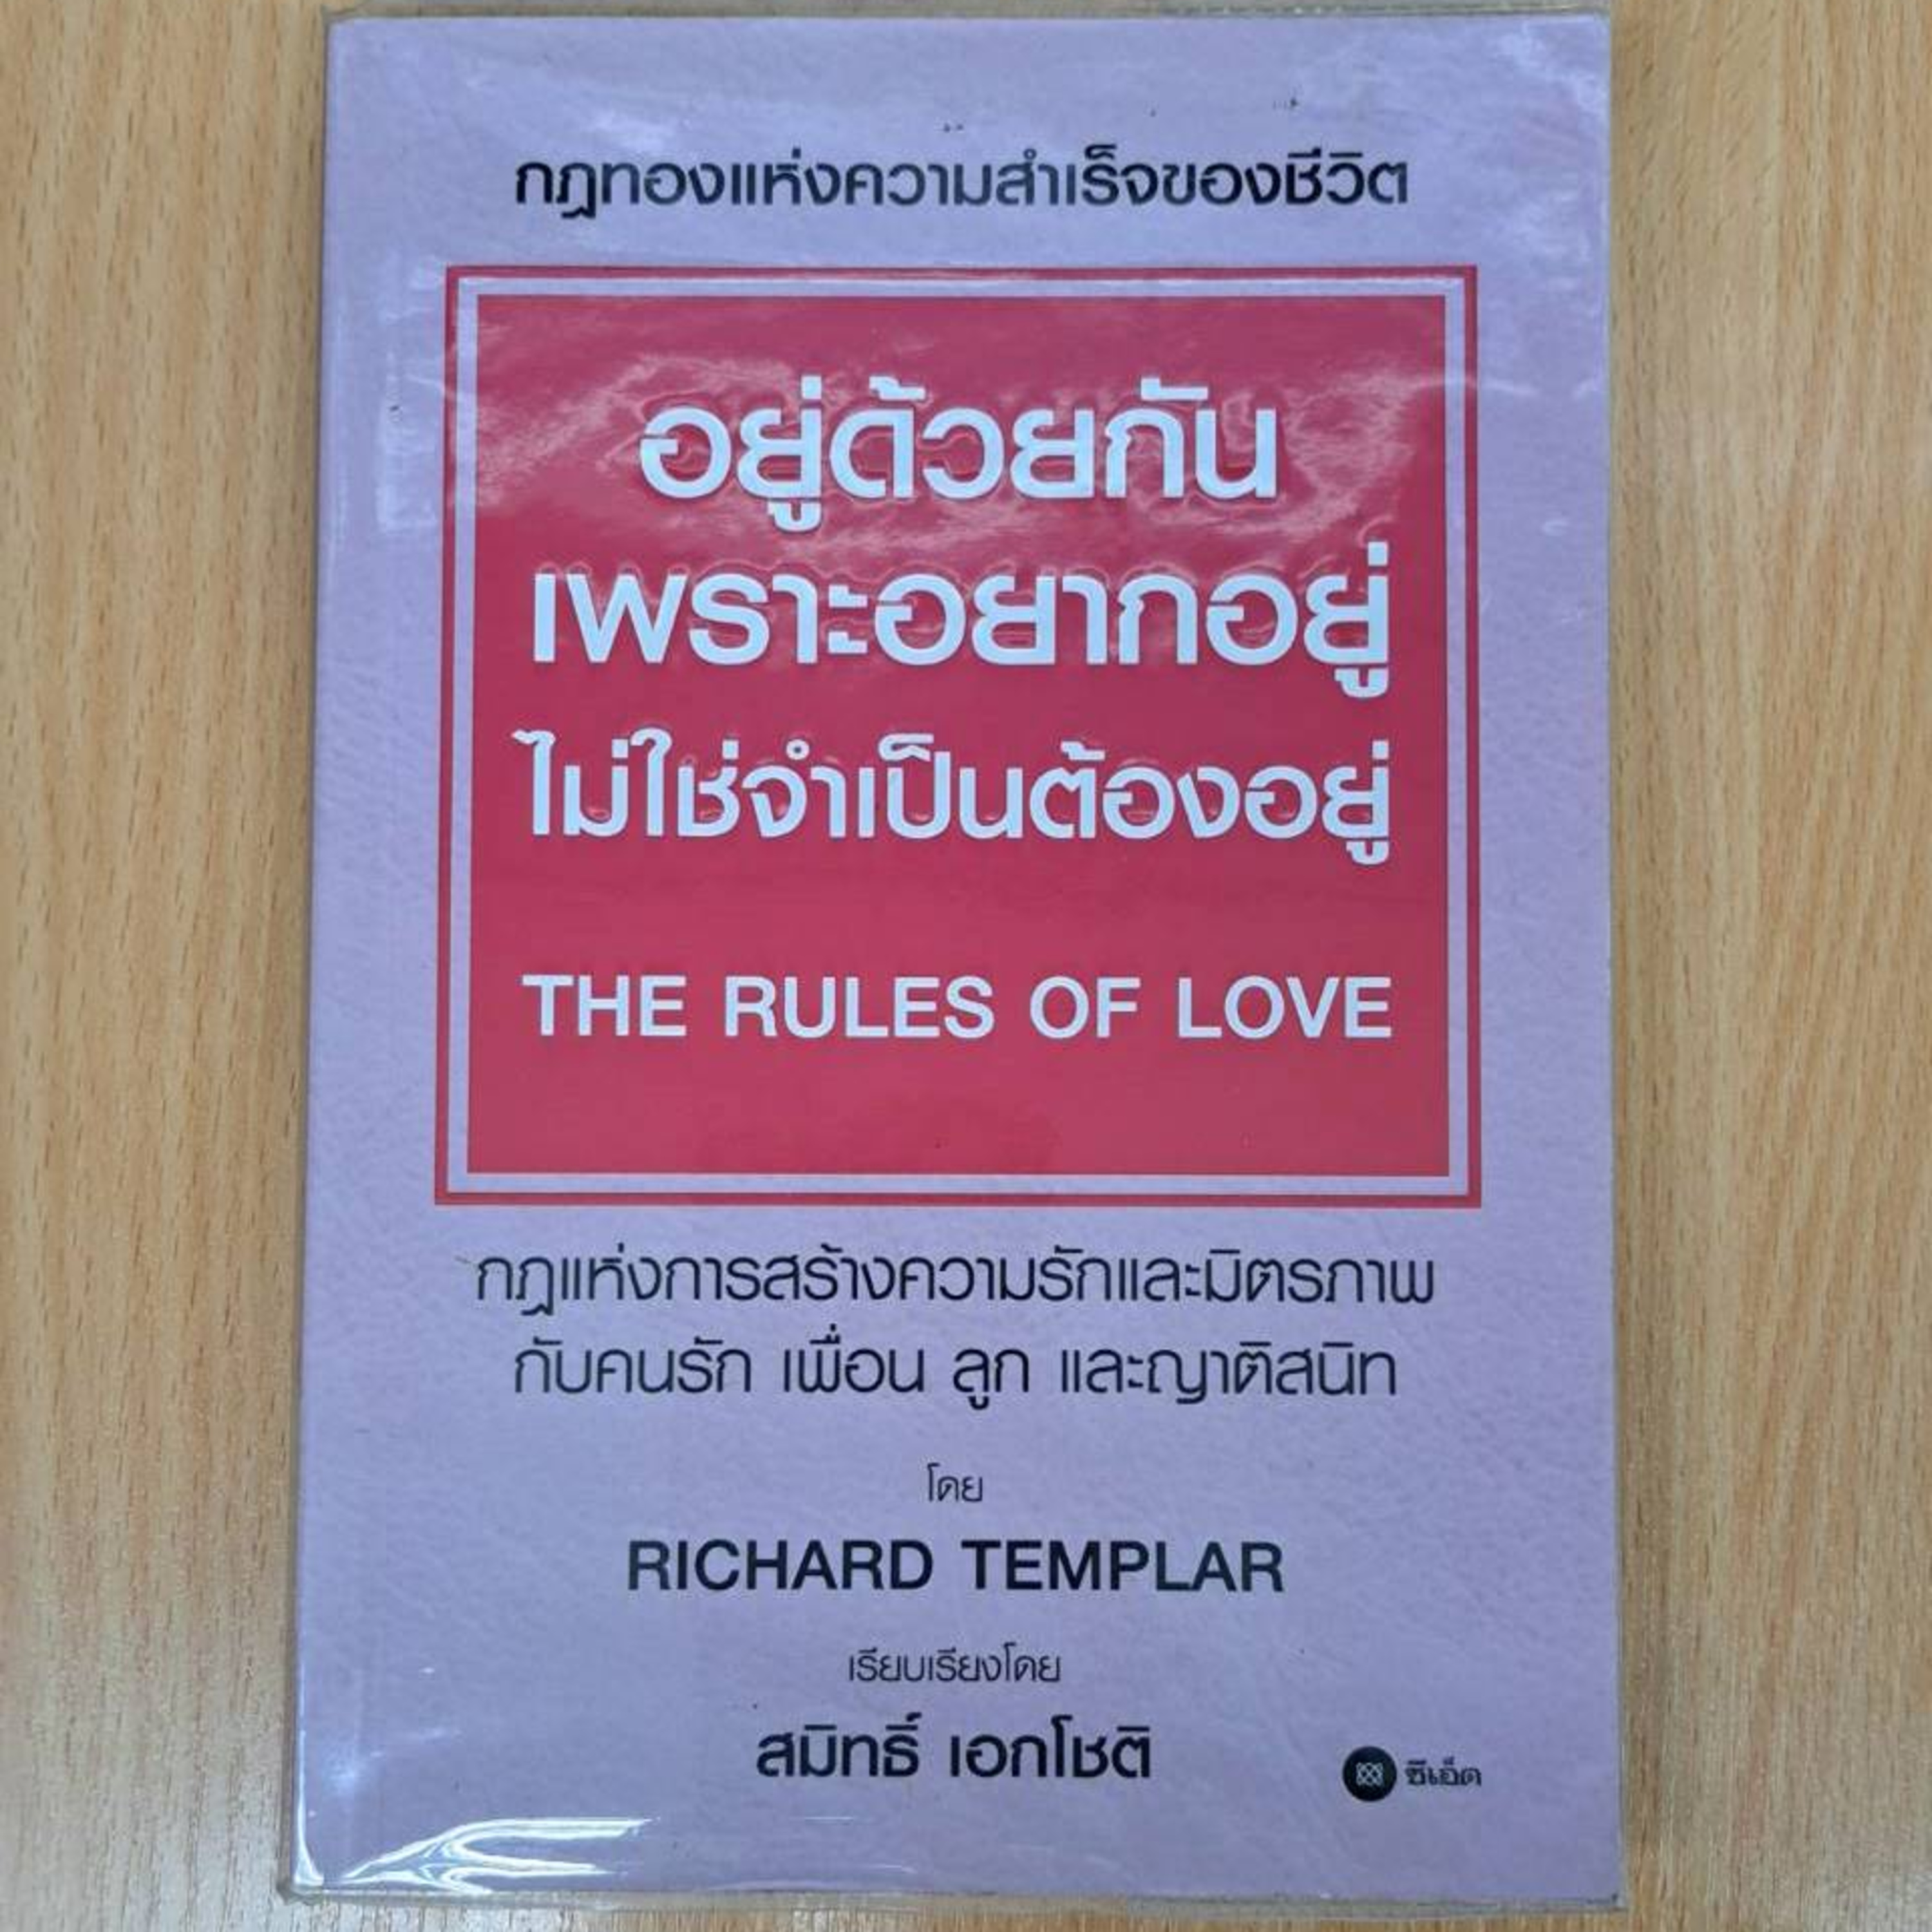 กฎทองแห่งความสำเร็จของชีวิต
อยู่ด้วยกัน
เพราะอยากอยู่
ไม่ใช่จำเป็นต้องอยู่
THE RULES OF LOVE
กฎแห่งการสร้างความรักและมิตรภาพ
กับคนรัก เพื่อน ลูก และญาติสนิท
โดย
RICHARD TEMPLAR
เรียบเรียงโดย
สมิทธิ์ เอกโชติ
ซีเอ็ด